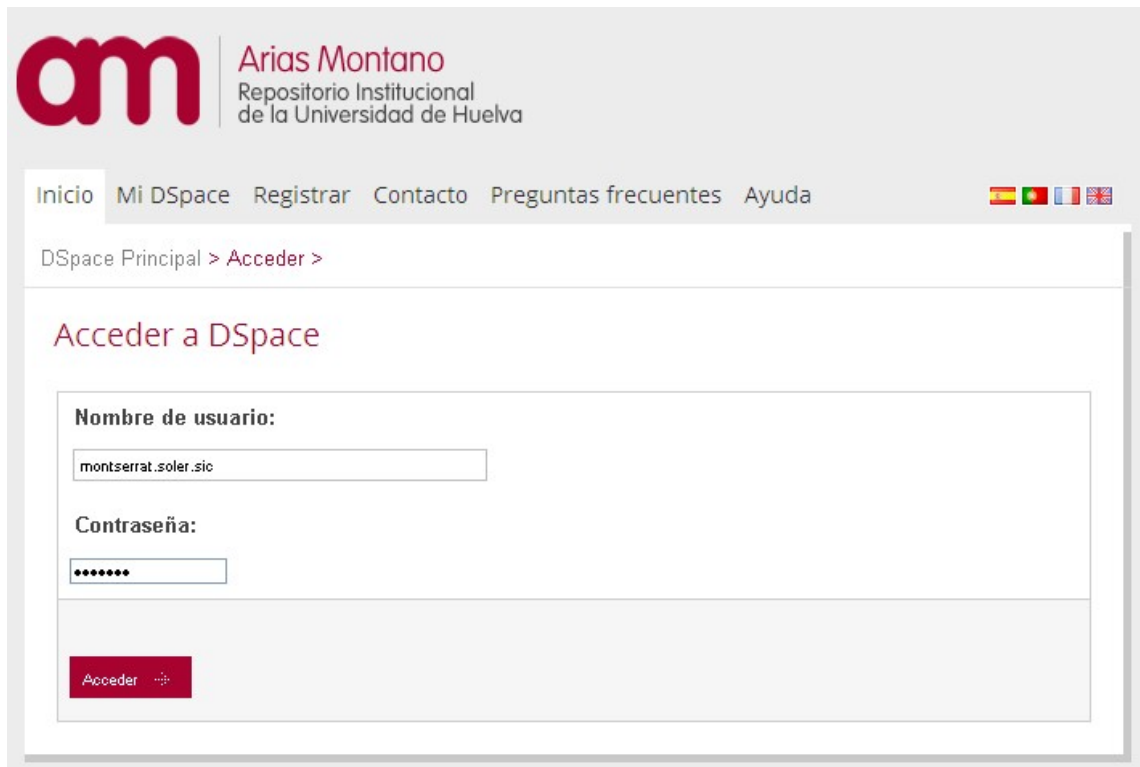 am
Arias Montano
Repositorio Institucional
de la Universidad de Huelva
Inicio Mi DSpace Registrar Contacto Preguntas frecuentes Ayuda
DSpace Principal > Acceder >
Acceder a DSpace
Nombre de usuario:
montserrat.soler.sic
Contraseña:
•••••••
Acceder